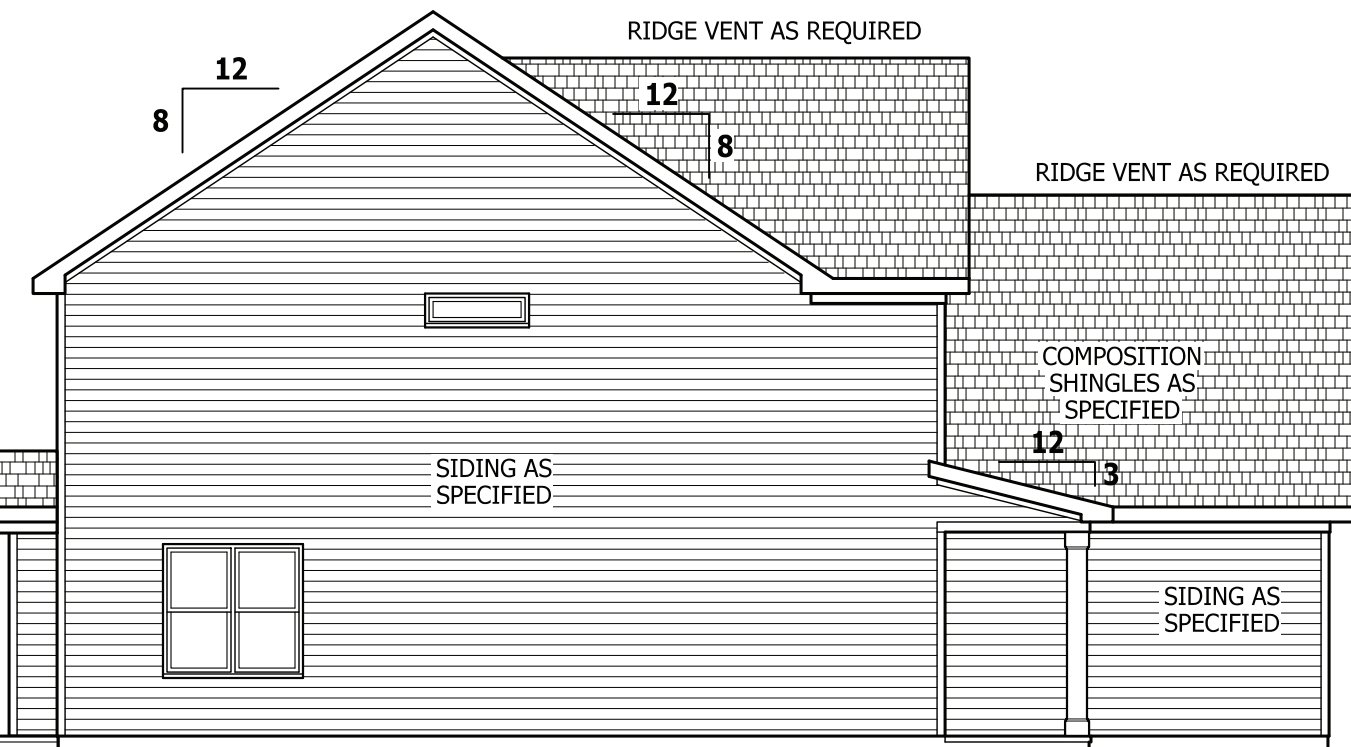 RIDGE VENT AS REQUIRED
12
8
12
8
RIDGE VENT AS REQUIRED
COMPOSITION
SHINGLES AS
SPECIFIED
12
3
SIDING AS
SPECIFIED
SIDING AS
SPECIFIED